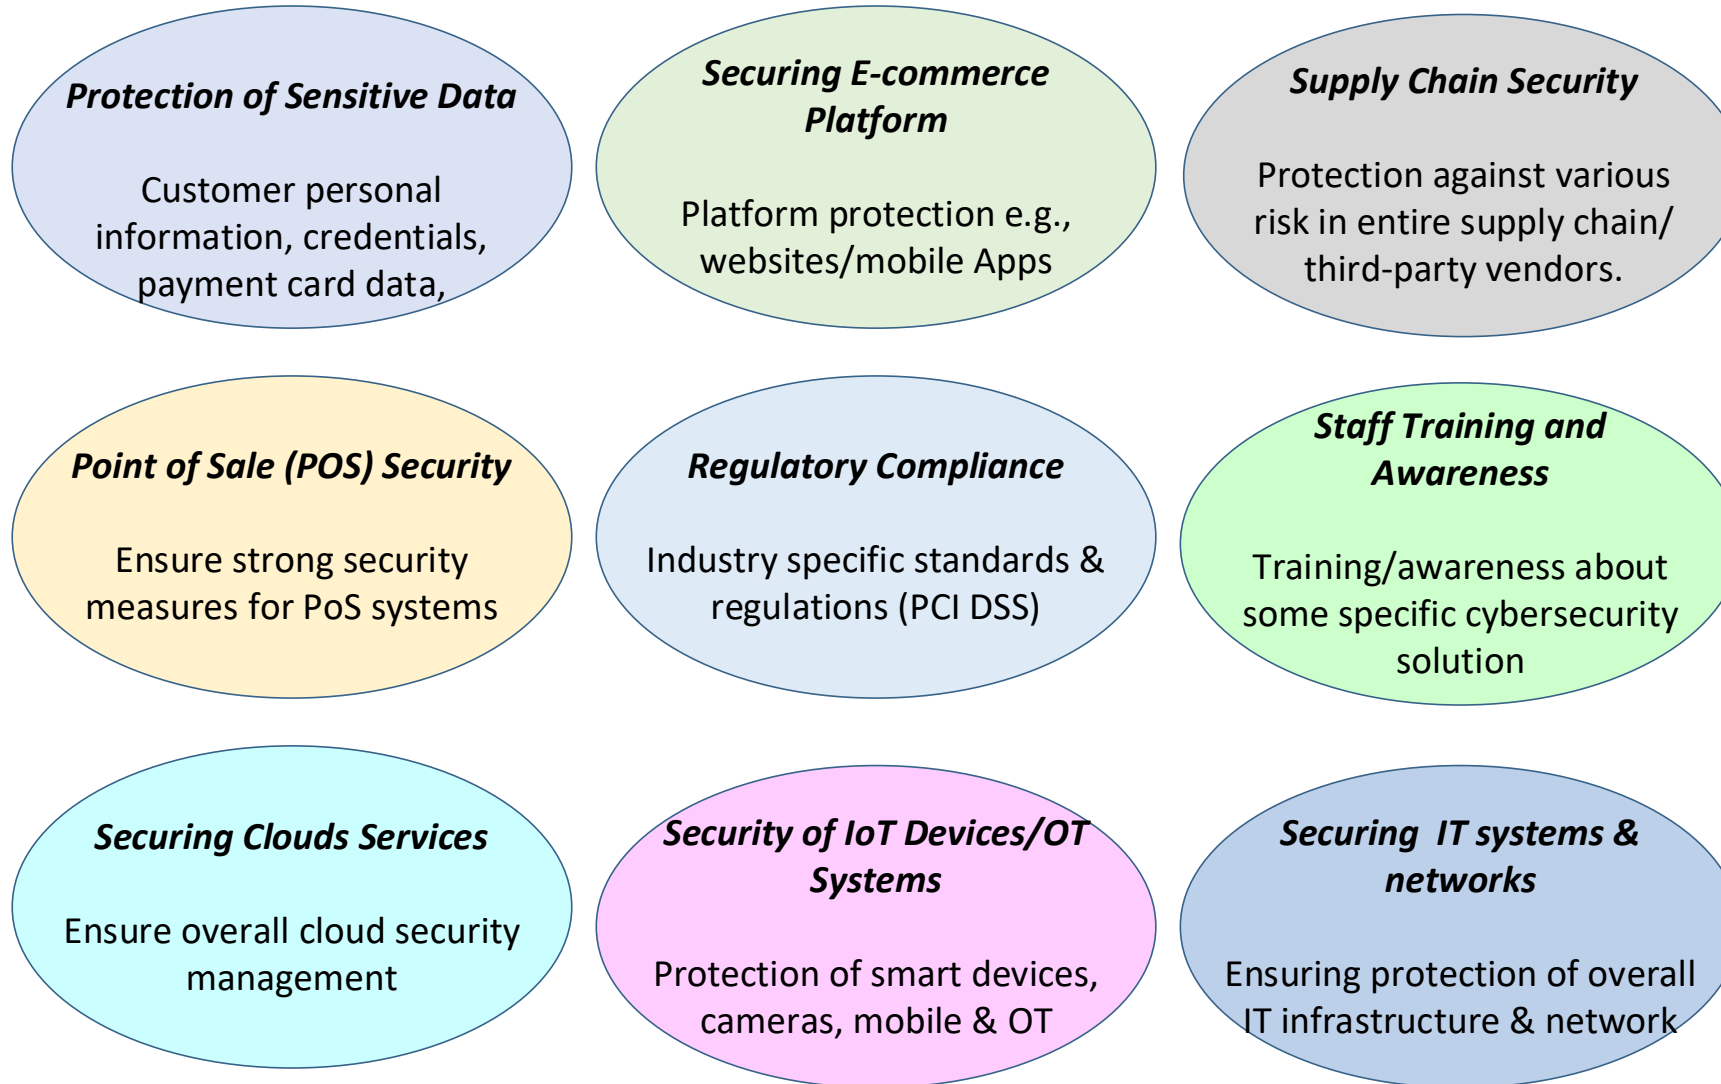 Protection of Sensitive Data
Customer personal
information, credentials,
payment card data,
Securing E-commerce
Platform
Platform protection e.g.,
websites/mobile Apps
Supply Chain Security
Protection against various
risk in entire supply chain/
third-party vendors.
Point of Sale (POS) Security
Ensure strong security
measures for PoS systems
Regulatory Compliance
Industry specific standards &
regulations (PCI DSS)
Staff Training and
Awareness
Training/awareness about
some specific cybersecurity
solution
Securing Clouds Services
Ensure overall cloud security
management
Security of IoT Devices/OT
Systems
Protection of smart devices,
cameras, mobile & OT
Securing  IT systems &
networks
Ensuring protection of overall
IT infrastructure & network